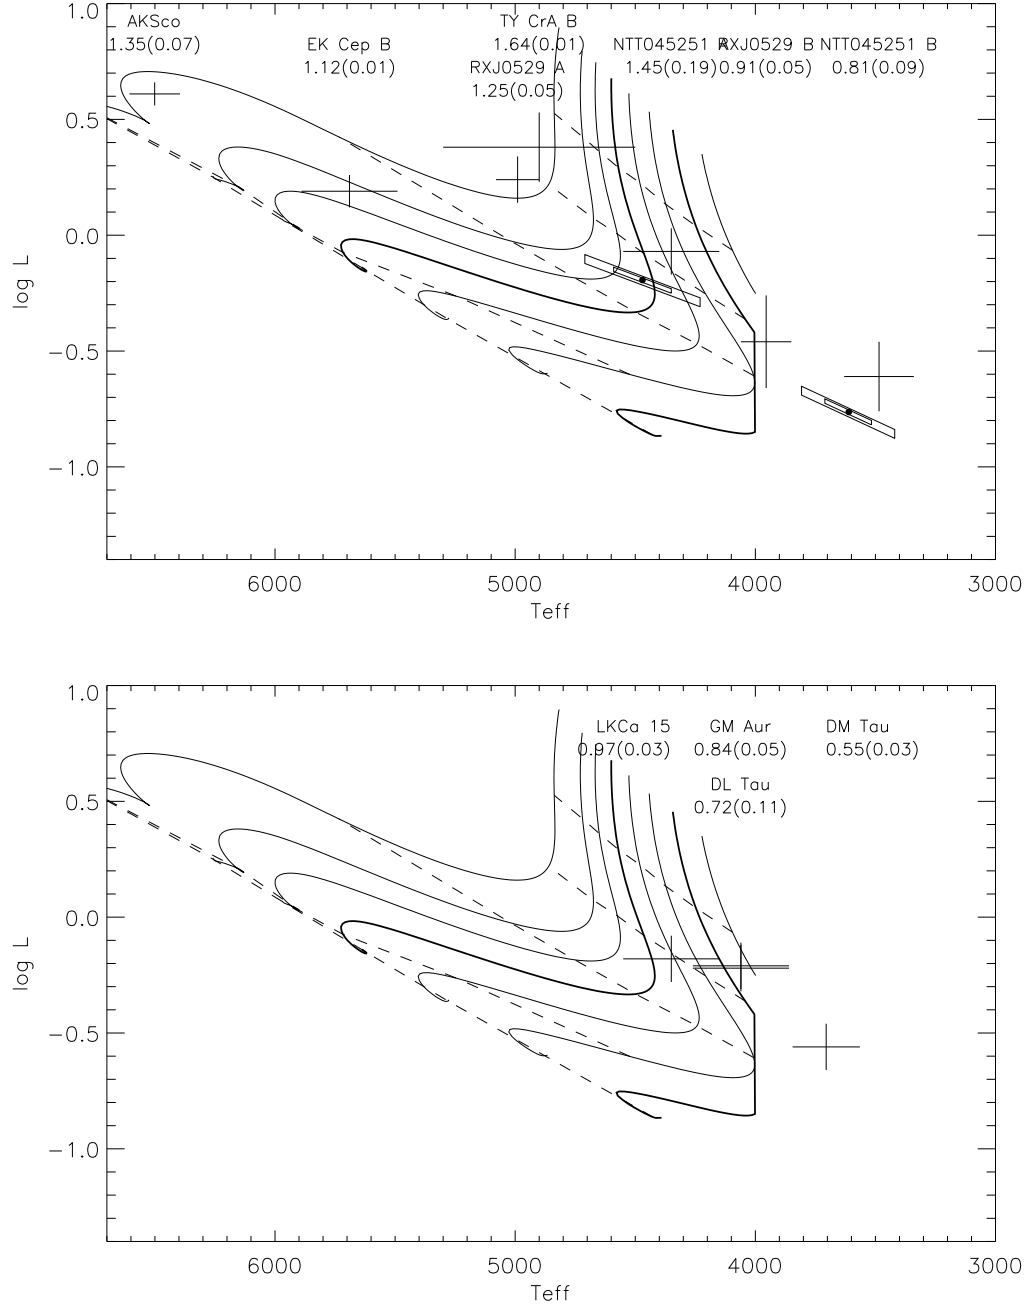 1.0
AKSco
1.35(0.07)
EK Cep B
1.12(0.01)
TY CrA B
1.64(0.01)
RXJ0529 A
1.25(0.05)
NTT045251 A
1.45(0.19)
RXJ0529 B
0.91(0.05)
NTT045251 B
0.81(0.09)
0.5
0.0
−0.5
−1.0
log L
6000
5000
4000
3000
Teff
1.0
LKCa 15
0.97(0.03)
GM Aur
0.84(0.05)
DL Tau
0.72(0.11)
DM Tau
0.55(0.03)
0.5
0.0
−0.5
−1.0
log L
6000
5000
4000
3000
Teff